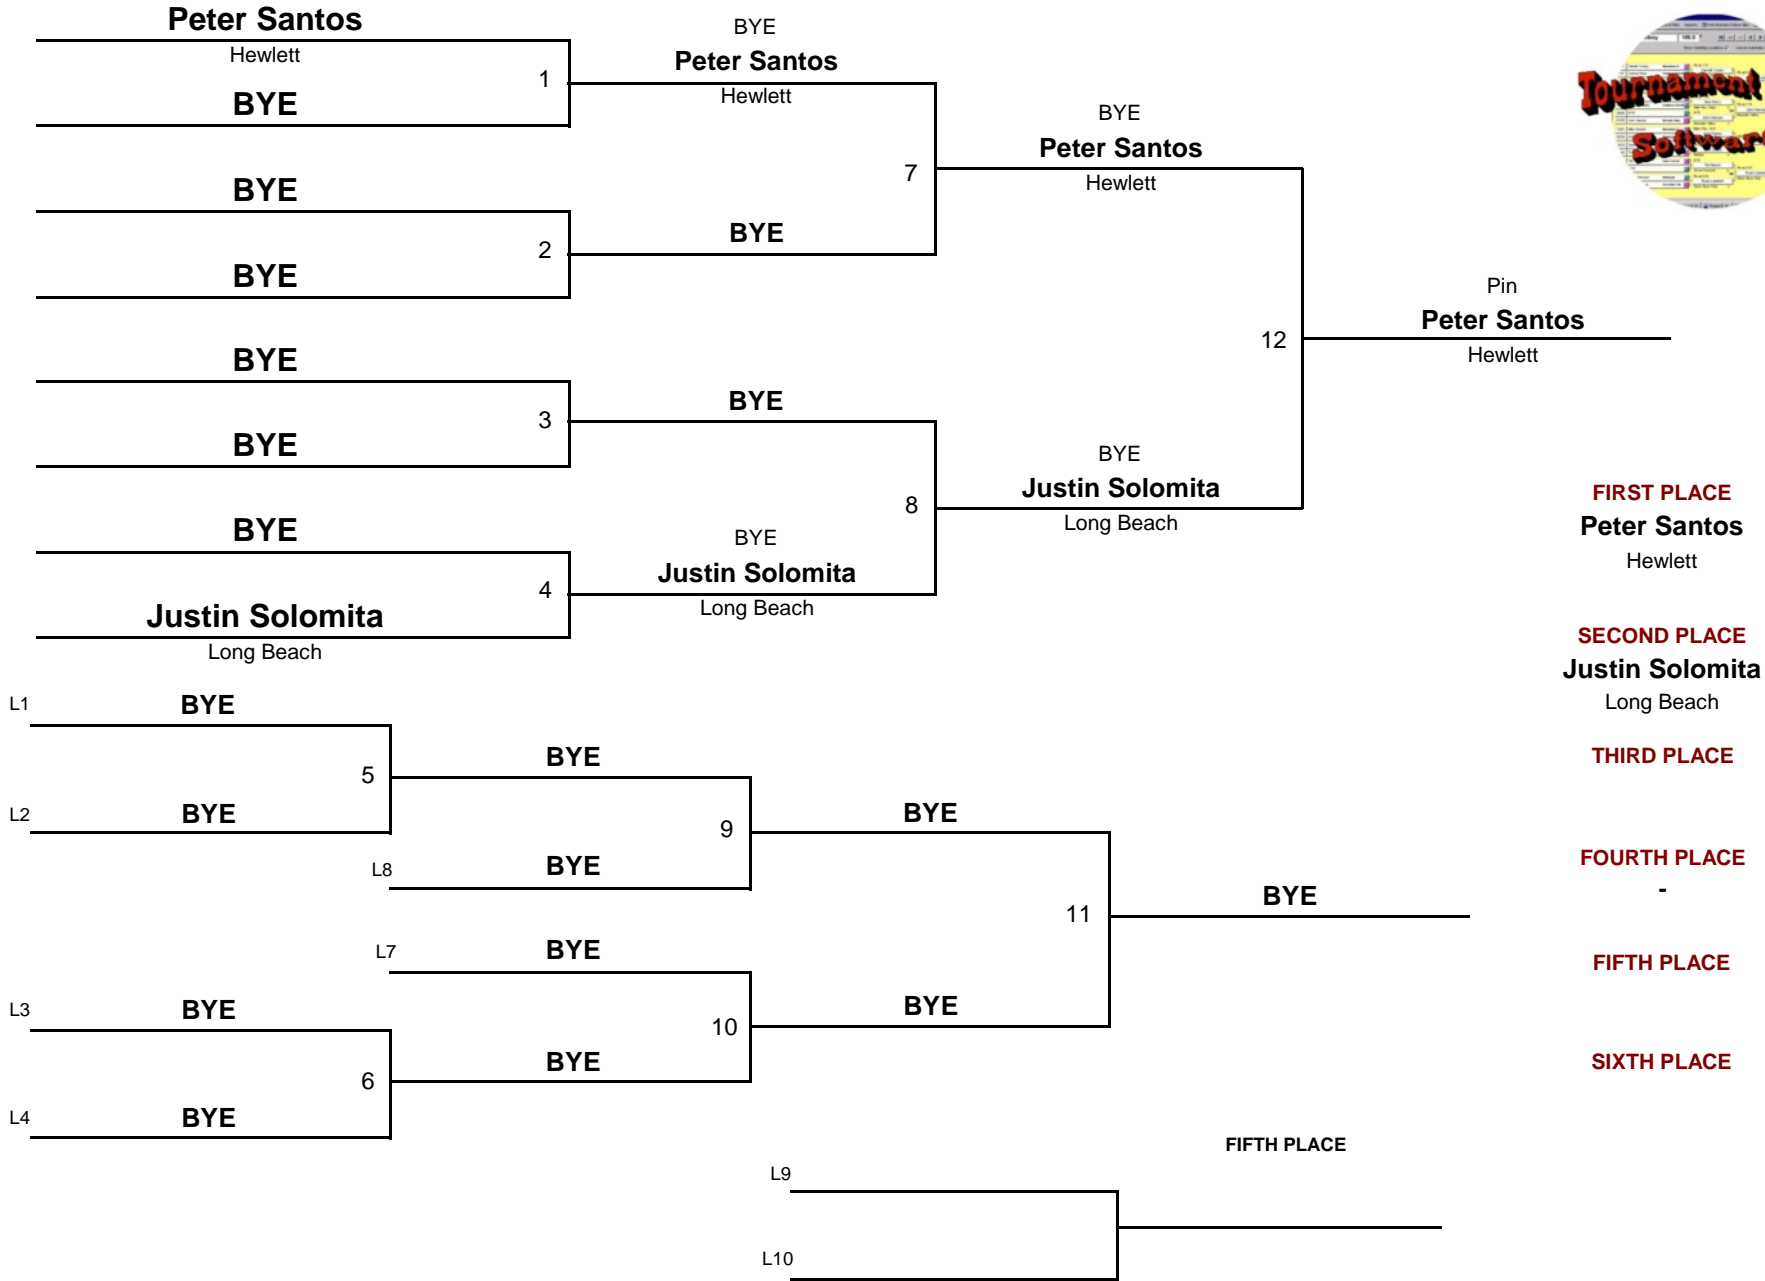 Peter Santos
Hewlett
1
BYE
BYE
2
BYE
BYE
3
BYE
BYE
4
Justin Solomita
Long Beach
BYE
Peter Santos
Hewlett
7
BYE
BYE
8
BYE
Justin Solomita
Long Beach
BYE
Peter Santos
Hewlett
12
BYE
Justin Solomita
Long Beach
Pin
Peter Santos
Hewlett
Tournament
FIRST PLACE
Peter Santos
Hewlett
SECOND PLACE
Justin Solomita
Long Beach
THIRD PLACE
FOURTH PLACE
-
FIFTH PLACE
SIXTH PLACE
L1
BYE
5
L2
BYE
L3
BYE
6
L4
BYE
BYE
9
L8
BYE
L7
BYE
10
BYE
BYE
11
BYE
BYE
FIFTH PLACE
L9
L10